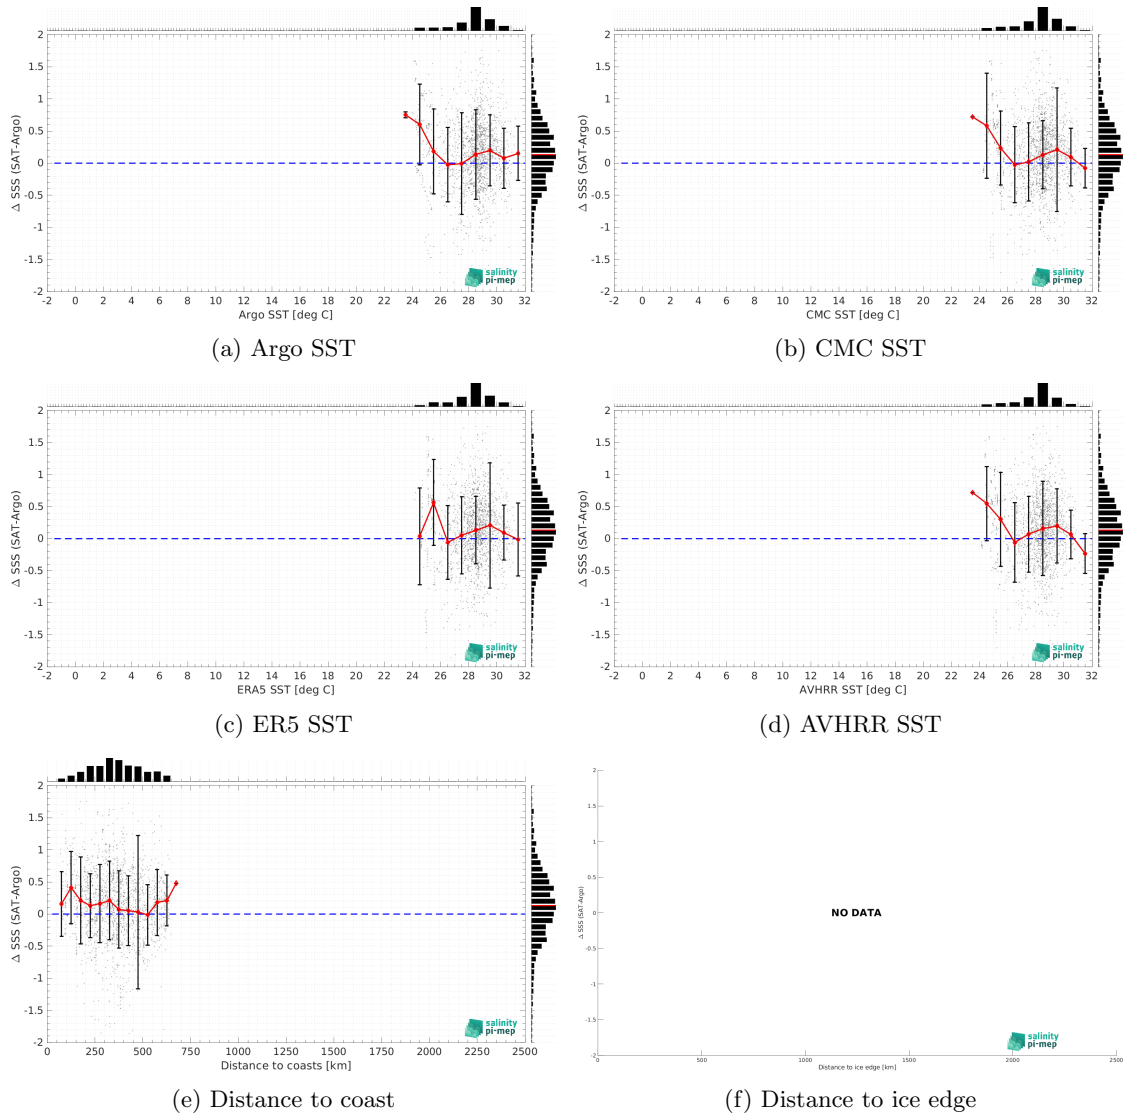 2
1.5
1
0.5
0
-0.5
-1
-1.5
-2
Δ SSS (SAT-Argo)
-2 0 2 4 6 8 10 12 14 16 18 20 22 24 26 28 30 32
Argo SST [deg C]
salinity
pi-mep
(a) Argo SST
2
1.5
1
0.5
0
-0.5
-1
-1.5
-2
Δ SSS (SAT-Argo)
-2 0 2 4 6 8 10 12 14 16 18 20 22 24 26 28 30 32
CMC SST [deg C]
salinity
pi-mep
(b) CMC SST
2
1.5
1
0.5
0
-0.5
-1
-1.5
-2
Δ SSS (SAT-Argo)
-2 0 2 4 6 8 10 12 14 16 18 20 22 24 26 28 30 32
ERA5 SST [deg C]
salinity
pi-mep
(c) ER5 SST
2
1.5
1
0.5
0
-0.5
-1
-1.5
-2
Δ SSS (SAT-Argo)
-2 0 2 4 6 8 10 12 14 16 18 20 22 24 26 28 30 32
AVHRR SST [deg C]
salinity
pi-mep
(d) AVHRR SST
2
1.5
1
0.5
0
-0.5
-1
-1.5
-2
Δ SSS (SAT-Argo)
0 250 500 750 1000 1250 1500 1750 2000 2250 2500
Distance to coasts [km]
salinity
pi-mep
(e) Distance to coast
2
1.5
1
0.5
0
-0.5
-1
-1.5
-2
Δ SSS (SAT-Argo)
NO DATA
0 500 1000 1500 2000 2500
Distance to ice edge [km]
salinity
pi-mep
(f) Distance to ice edge